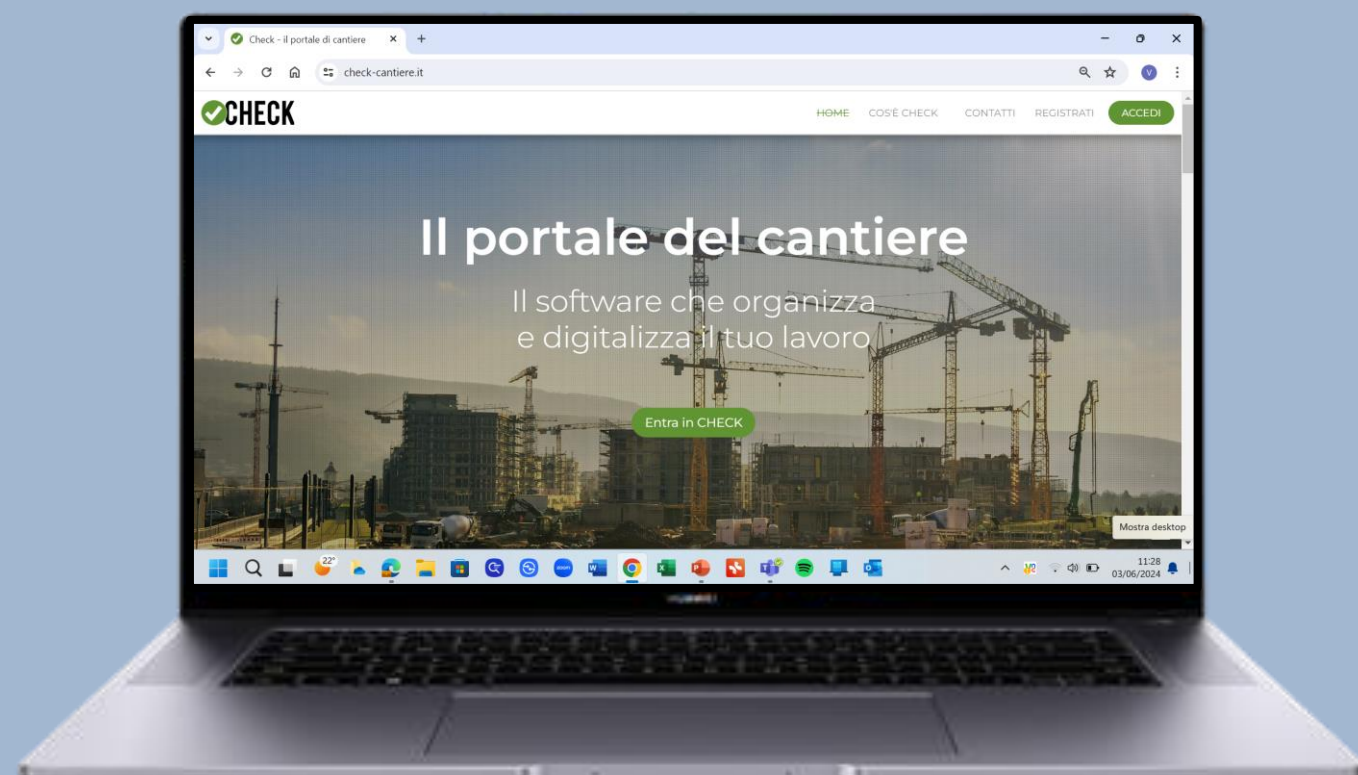 Check - il portale di cantiere
check-cantiere.it
V
CHECK
HOME COS'È CHECK CONTATTI REGISTRATI ACCEDI
Il portale del cantiere
Il software che organizza
e digitalizza il tuo lavoro
Entra in CHECK
Mostra desktop
22°
11:28
03/06/2024